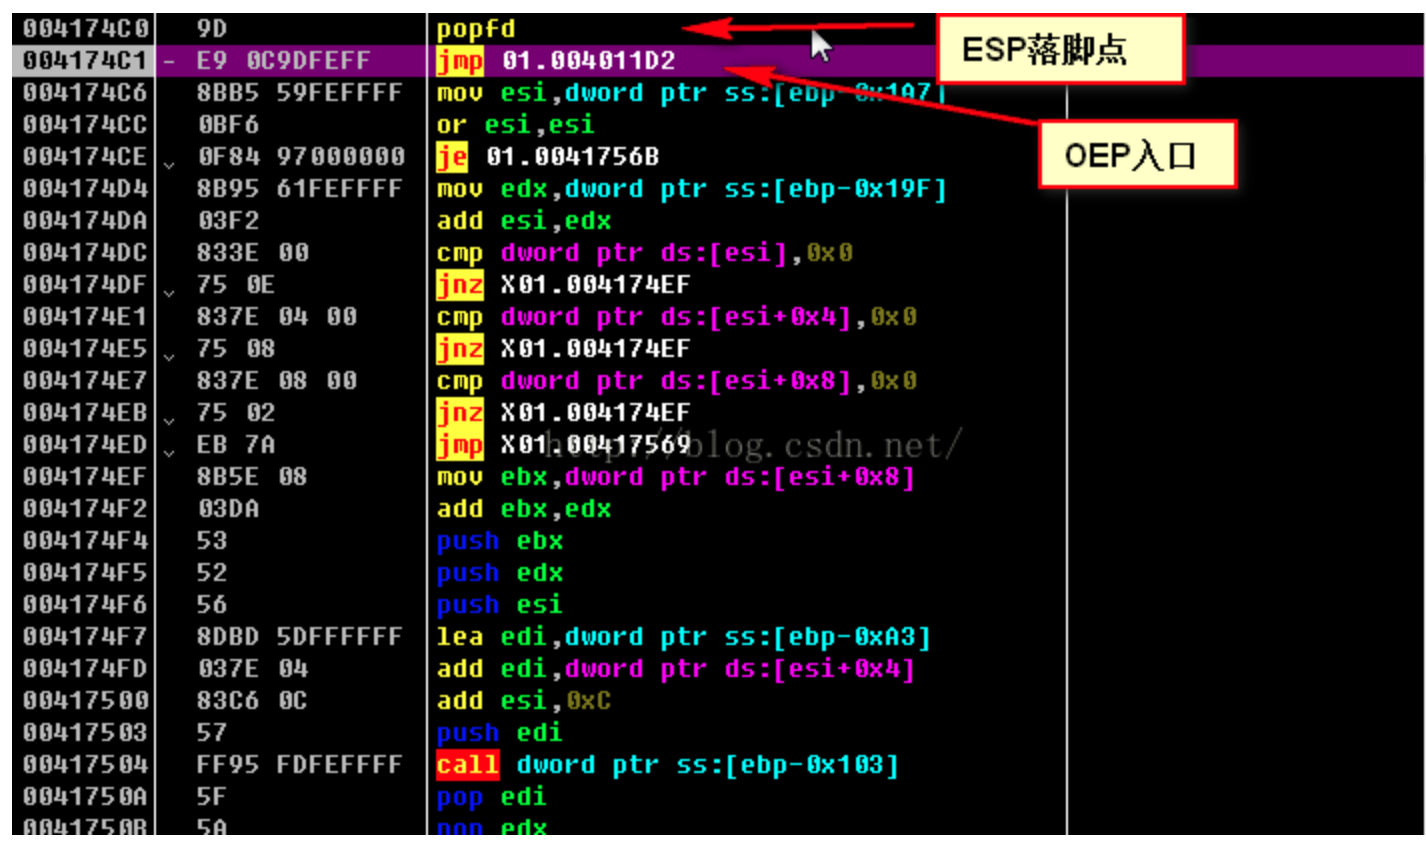 004174C0 9D popfd
ESP落脚点
004174C1 - E9 0C9DFEFF jmp 01.004011D2
004174C6 8BB5 59FEFFFF mov esi,dword ptr ss:[ebp-0x1A7]
004174CC 0BF6 or esi,esi
004174CE 0F84 97000000 je 01.0041756B
OEP入口
004174D4 8B95 61FEFFFF mov edx,dword ptr ss:[ebp-0x19F]
004174DA 03F2 add esi,edx
004174DC 833E 00 cmp dword ptr ds:[esi],0x0
004174DF 75 0E jnz X01.004174EF
004174E1 837E 04 00 cmp dword ptr ds:[esi+0x4],0x0
004174E5 75 08 jnz X01.004174EF
004174E7 837E 08 00 cmp dword ptr ds:[esi+0x8],0x0
004174EB 75 02 jnz X01.004174EF
004174ED EB 7A jmp X01.00417569
http://blog.csdn.net/
004174EF 8B5E 08 mov ebx,dword ptr ds:[esi+0x8]
004174F2 03DA add ebx,edx
004174F4 53 push ebx
004174F5 52 push edx
004174F6 56 push esi
004174F7 8DBD 5DFFFFFF lea edi,dword ptr ss:[ebp-0xA3]
004174FD 037E 04 add edi,dword ptr ds:[esi+0x4]
00417500 83C6 0C add esi,0xC
00417503 57 push edi
00417504 FF95 FDFEFFFF call dword ptr ss:[ebp-0x103]
0041750A 5F pop edi
0041750B 5A pop edx